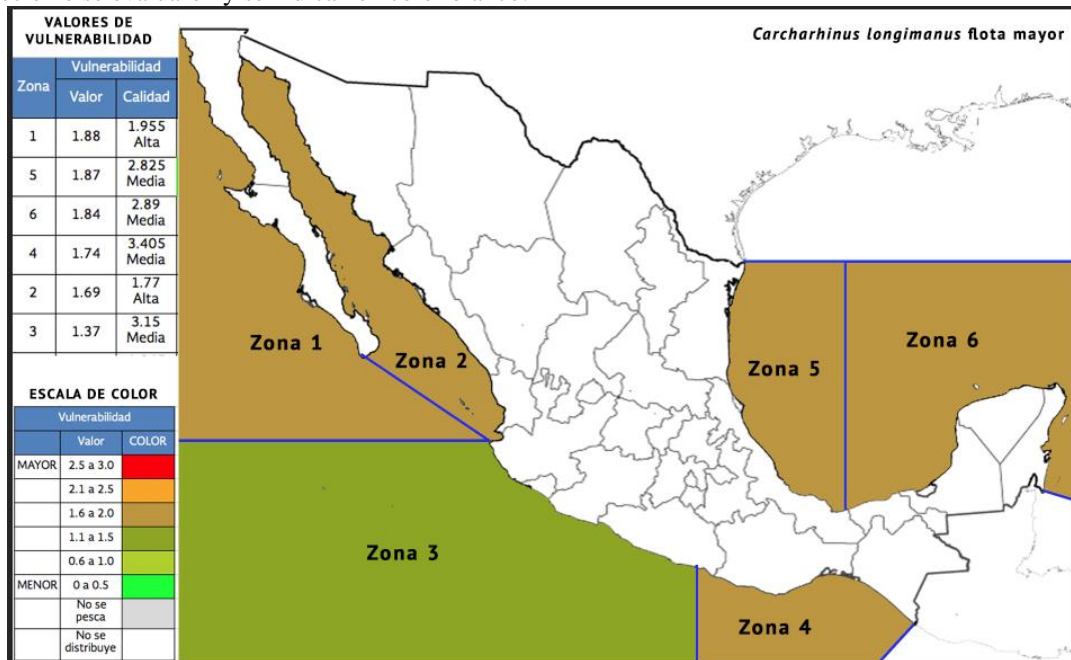 VALORES DE
VULNERABILIDAD
Zona
Vulnerabilidad
Valor
Calidad
1
1.88
1.955
Alta
5
1.87
2.825
Media
6
1.84
2.89
Media
4
1.74
3.405
Media
2
1.69
1.77
Alta
3
1.37
3.15
Media
ESCALA DE COLOR
Vulnerabilidad
Valor
COLOR
MAYOR
2.5 a 3.0
2.1 a 2.5
1.6 a 2.0
1.1 a 1.5
0.6 a 1.0
MENOR
0 a 0.5
No se
pesca
No se
distribuye
Carcharhinus longimanus flota mayor
Zona 1
Zona 2
Zona 3
Zona 4
Zona 5
Zona 6